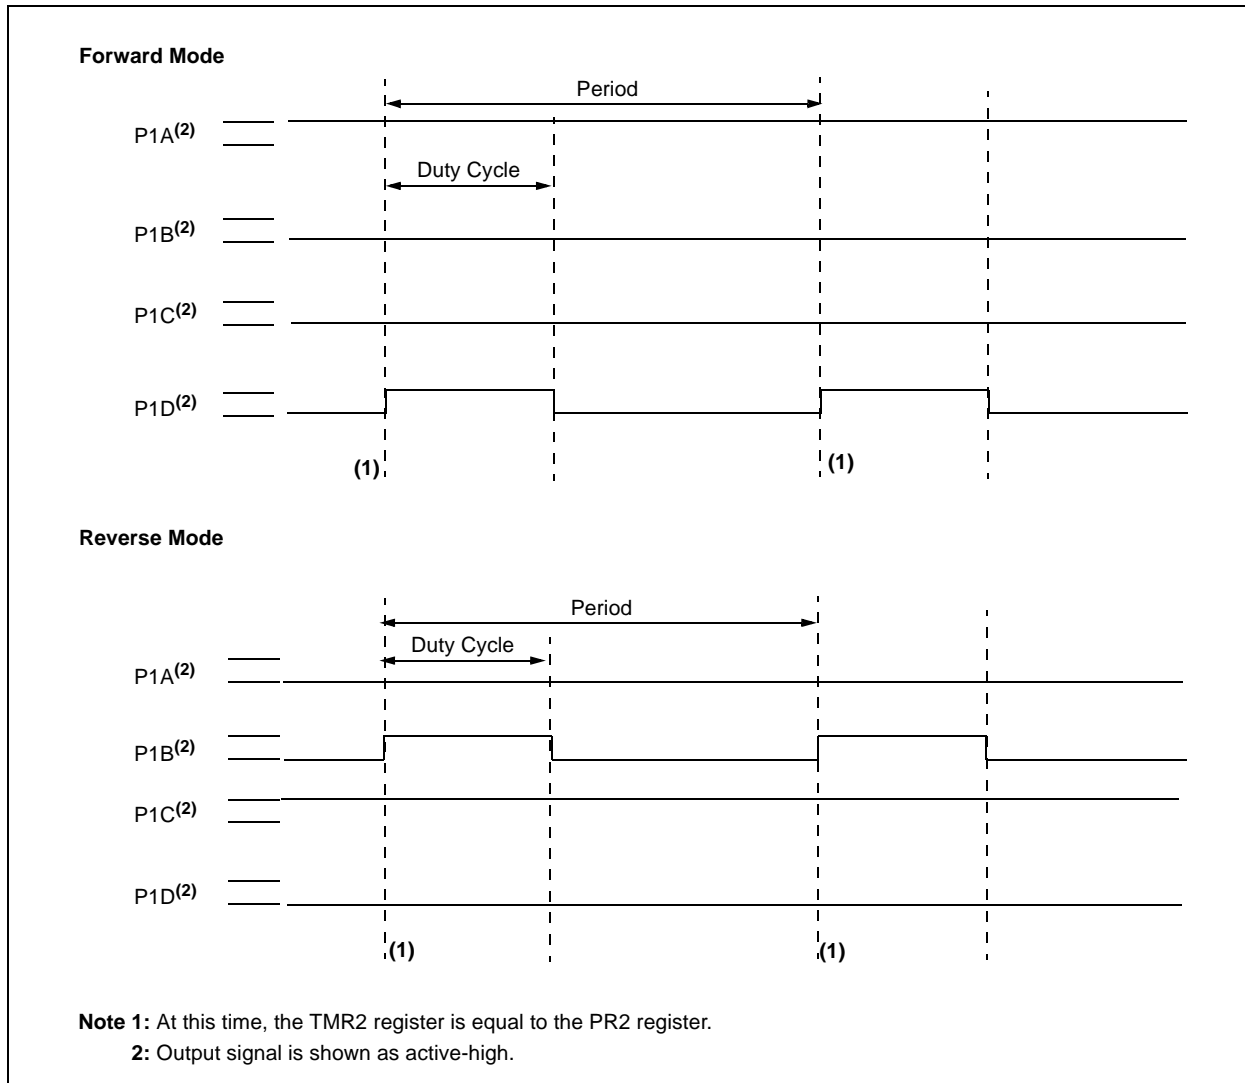 Forward Mode
Period
P1A(2)
Duty Cycle
P1B(2)
P1C(2)
P1D(2)
(1)
(1)
Reverse Mode
Period
Duty Cycle
P1A(2)
P1B(2)
P1C(2)
P1D(2)
(1)
(1)
Note 1: At this time, the TMR2 register is equal to the PR2 register.
2: Output signal is shown as active-high.